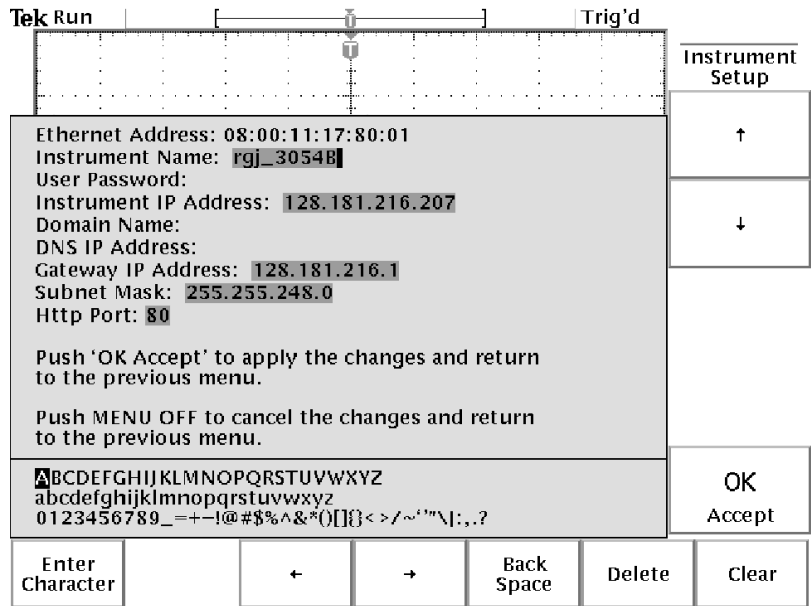 Tek Run Trig'd
T
T
Instrument
Setup
↑
↓
Ethernet Address: 08:00:11:17:80:01
Instrument Name: rgj_3054B
User Password:
Instrument IP Address: 128.181.216.207
Domain Name:
DNS IP Address:
Gateway IP Address: 128.181.216.1
Subnet Mask: 255.255.248.0
Http Port: 80
Push ‘OK Accept’ to apply the changes and return
to the previous menu.
Push MENU OFF to cancel the changes and return
to the previous menu.
ABCDEFGHIJKLMNOPQRSTUVWXYZ
abcdefghijklmnopqrstuvwxyz
0123456789_=+−!@#$%^&*()[]{}<>/~‘’"\|:,.?
OK
Accept
Enter
Character
←
→
Back
Space
Delete
Clear